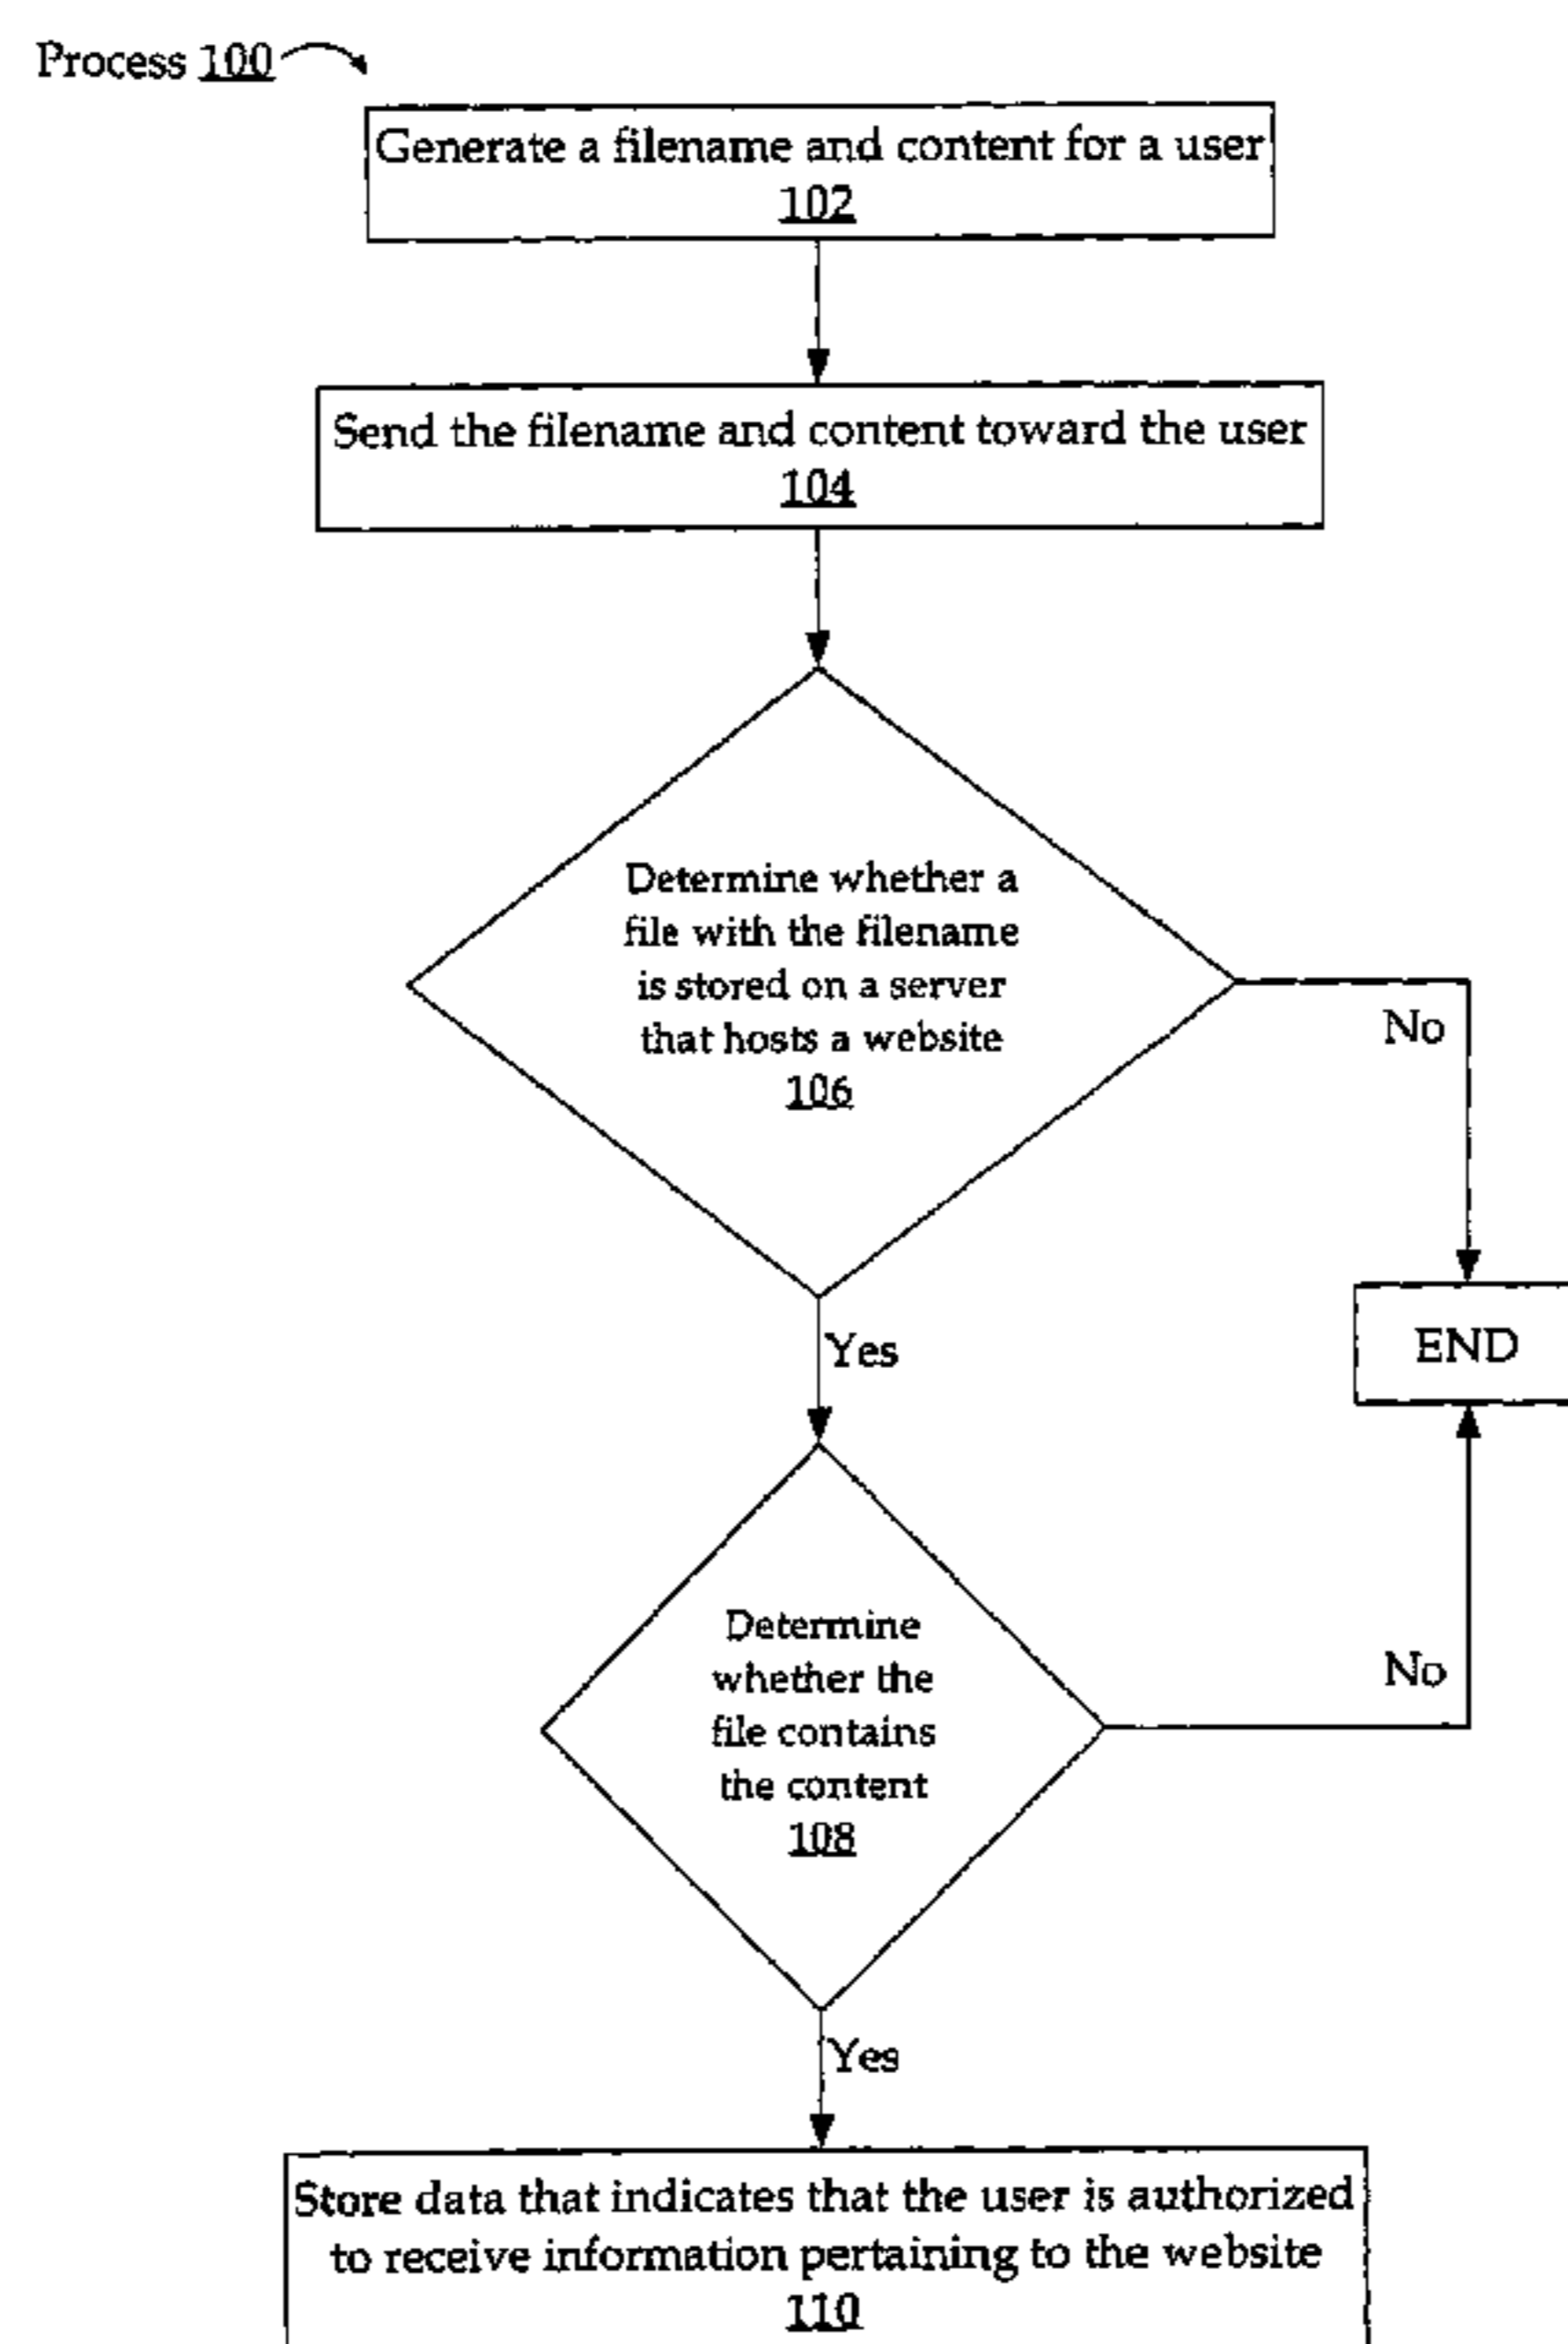 Process 100
Generate a filename and content for a user
102
Send the filename and content toward the user
104
Determine whether a
file with the filename
is stored on a server
that hosts a website
106
No
Yes
END
Determine
whether the
file contains
the content
108
No
Yes
Store data that indicates that the user is authorized
to receive information pertaining to the website
110